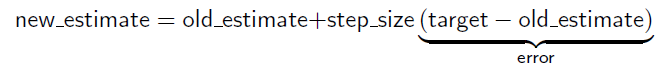 new_estimate = old_estimate+step_size (target − old_estimate)
error